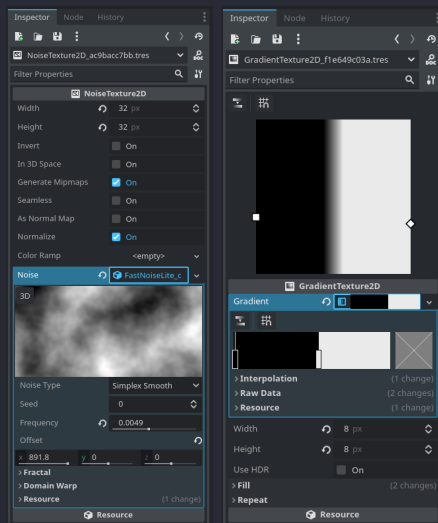 Inspector Node History
NoiseTexture2D_ac9bacc7bb.tres
DOC
Filter Properties
NoiseTexture2D
Width 32 px
Height 32 px
Invert On
In 3D Space On
Generate Mipmaps On
Seamless On
As Normal Map On
Normalize On
Color Ramp <empty>
Noise FastNoiseLite_c
3D
Noise Type Simplex Smooth
Seed 0
Frequency 0.0049
Offset
x 891.8 y 0 z 0
> Fractal
> Domain Warp
> Resource (1 change)
Resource
Inspector Node History
GradientTexture2D_f1e649c03a.tres
DOC
Filter Properties
GradientTexture2D
Gradient
> Interpolation (1 change)
> Raw Data (2 changes)
> Resource (1 change)
Width 8 px
Height 8 px
Use HDR On
> Fill (2 changes)
> Repeat
Resource